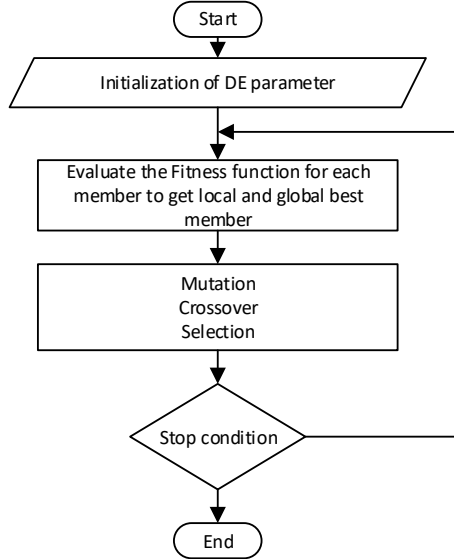 Start
Initialization of DE parameter
Evaluate the Fitness function for each
member to get local and global best
member
Mutation
Crossover
Selection
Stop condition
End